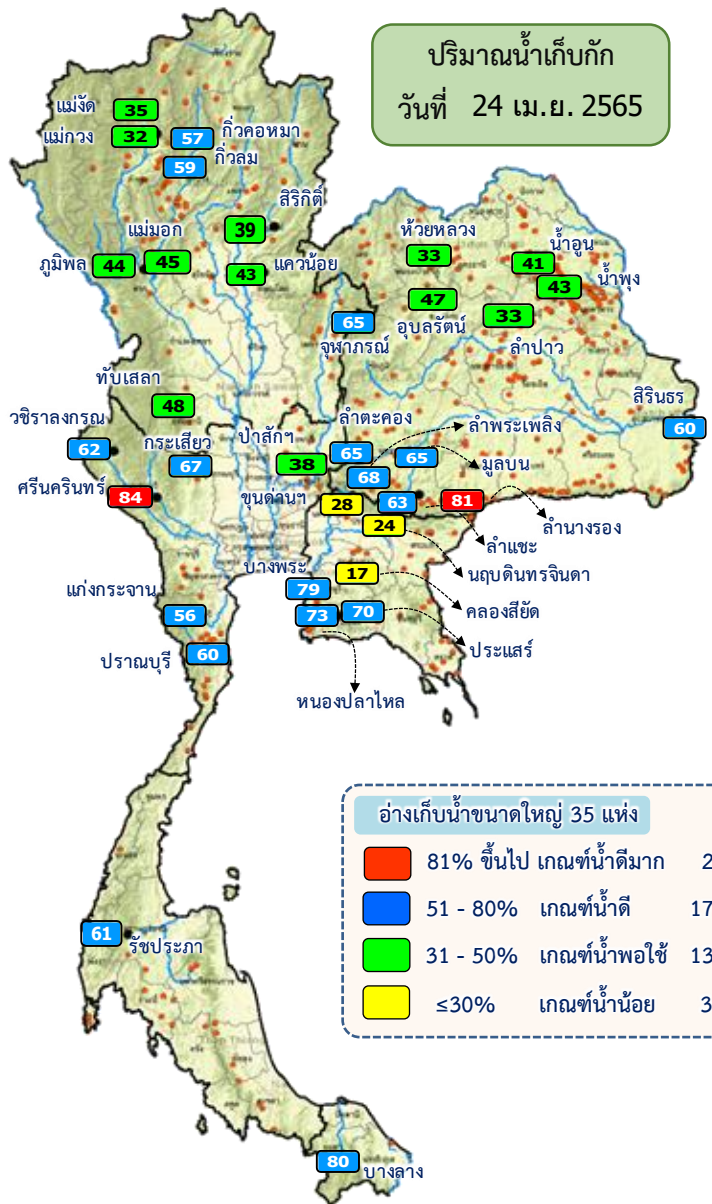 ปริมาณน้ำเก็บกัก
วันที่ 24 เม.ย. 2565
แม่งัด
35
แม่กวง
32
57
กิ่วคอหมา
59
กิ่วลม
สิริกิติ์
39
แม่มอก
ภูมิพล
44
45
43
แควน้อย
ห้วยหลวง
33
น้ำอูน
41
น้ำพุง
43
47
อุบลรัตน์
33
ลำปาว
65
จุฬาภรณ์
ทับเสลา
48
สิรินธร
60
วชิราลงกรณ
62
กระเสียว
67
ป่าสักฯ
38
ลำตะคอง
65
ลำพระเพลิง
68
65
มูลบน
ศรีนครินทร์
84
ขุนด่านฯ
28
63
81
ลำนางรอง
ลำแชะ
24
นฤบดินทรจินดา
บางพระ
17
คลองสียัด
79
แก่งกระจาน
56
73
70
ประแสร์
ปราณบุรี
60
หนองปลาไหล
อ่างเก็บน้ำขนาดใหญ่ 35 แห่ง
81% ขึ้นไป เกณฑ์น้ำดีมาก 2
51 - 80% เกณฑ์น้ำดี 17
31 - 50% เกณฑ์น้ำพอใช้ 13
≤30% เกณฑ์น้ำน้อย 3
61
รัชประภา
80
บางลาง